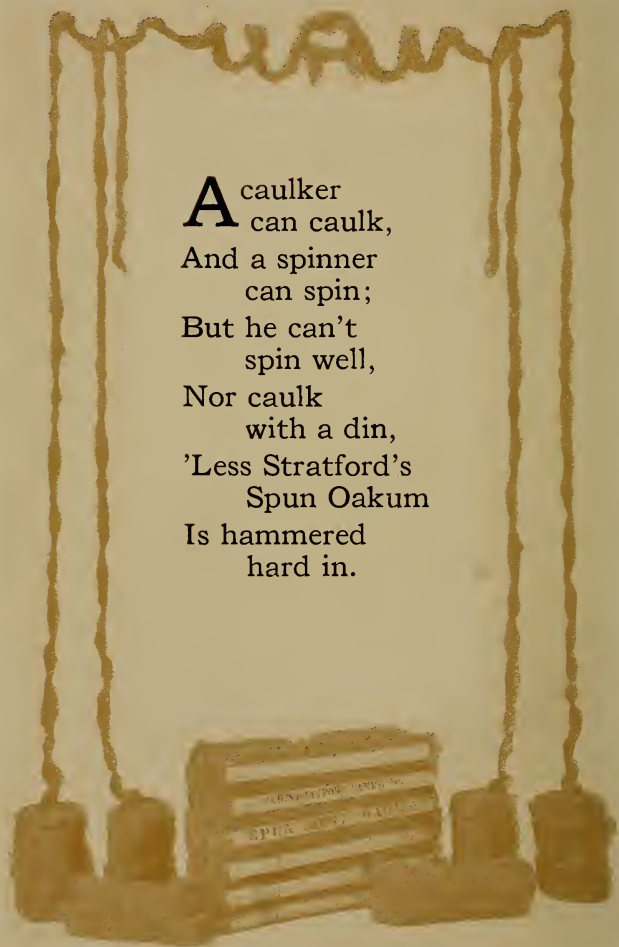 A caulker
can caulk,
And a spinner
can spin;
But he can't
spin well,
Nor caulk
with a din,
'Less Stratford's
Spun Oakum
Is hammered
hard in.
SPUN